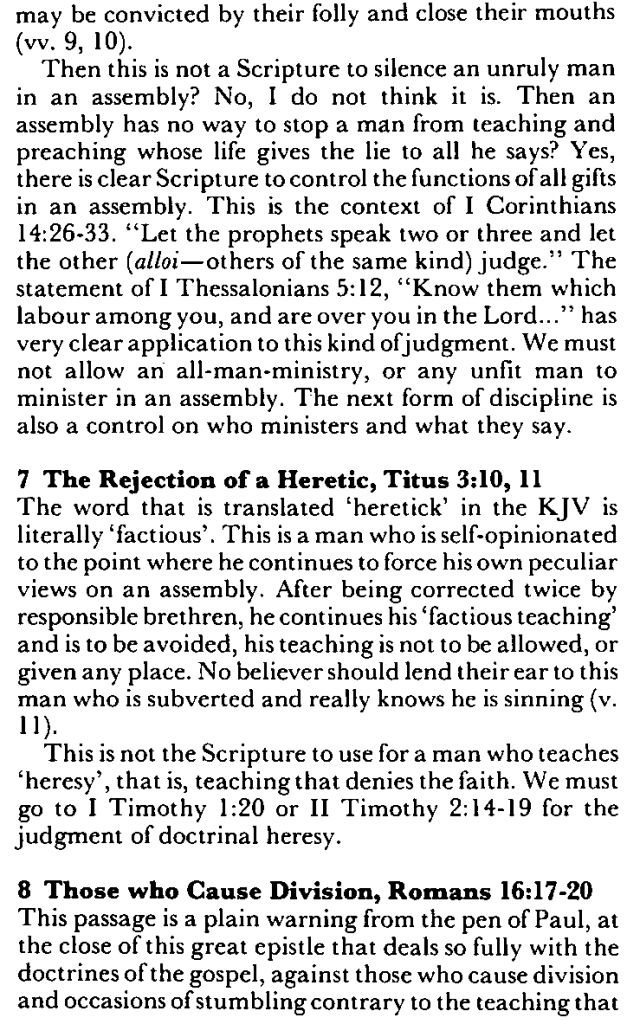 may be convicted by their folly and close their mouths
(vv. 9, 10).
Then this is not a Scripture to silence an unruly man
in an assembly? No, I do not think it is. Then an
assembly has no way to stop a man from teaching and
preaching whose life gives the lie to all he says? Yes,
there is clear Scripture to control the functions of all gifts
in an assembly. This is the context of I Corinthians
14:26-33. “Let the prophets speak two or three and let
the other (alloi—others of the same kind) judge.” The
statement of I Thessalonians 5:12, “Know them which
labour among you, and are over you in the Lord...” has
very clear application to this kind of judgment. We must
not allow an all-man-ministry, or any unfit man to
minister in an assembly. The next form of discipline is
also a control on who ministers and what they say.
7 The Rejection of a Heretic, Titus 3:10, 11
The word that is translated ‘heretick’ in the KJV is
literally ‘factious’. This is a man who is self-opinionated
to the point where he continues to force his own peculiar
views on an assembly. After being corrected twice by
responsible brethren, he continues his ‘factious teaching’
and is to be avoided, his teaching is not to be allowed, or
given any place. No believer should lend their ear to this
man who is subverted and really knows he is sinning (v.
11).
This is not the Scripture to use for a man who teaches
‘heresy’, that is, teaching that denies the faith. We must
go to I Timothy 1:20 or II Timothy 2:14-19 for the
judgment of doctrinal heresy.
8 Those who Cause Division, Romans 16:17-20
This passage is a plain warning from the pen of Paul, at
the close of this great epistle that deals so fully with the
doctrines of the gospel, against those who cause division
and occasions of stumbling contrary to the teaching that